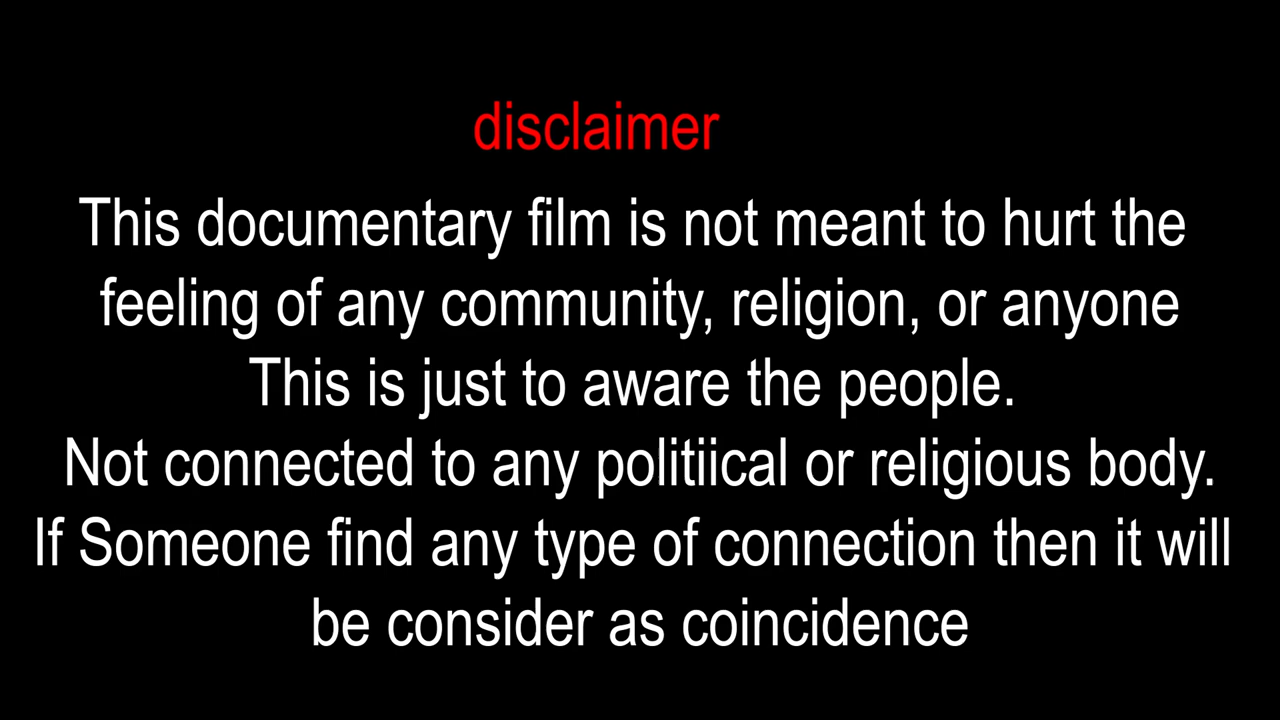 disclaimer
This documentary film is not meant to hurt the
feeling of any community, religion, or anyone
This is just to aware the people.
Not connected to any politiical or religious body.
If Someone find any type of connection then it will
be consider as coincidence